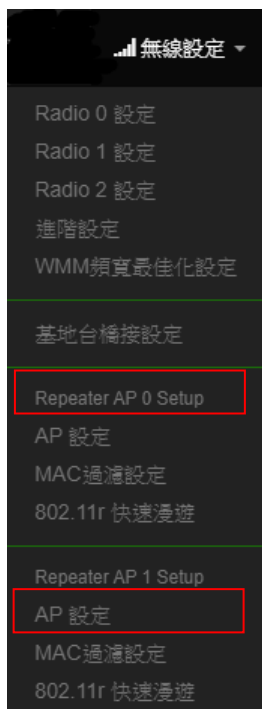 無線設定
Radio 0 設定
Radio 1 設定
Radio 2 設定
進階設定
WMM頻寬最佳化設定
基地台橋接設定
Repeater AP 0 Setup
AP 設定
MAC過濾設定
802.11r 快速漫遊
Repeater AP 1 Setup
AP 設定
MAC過濾設定
802.11r 快速漫遊